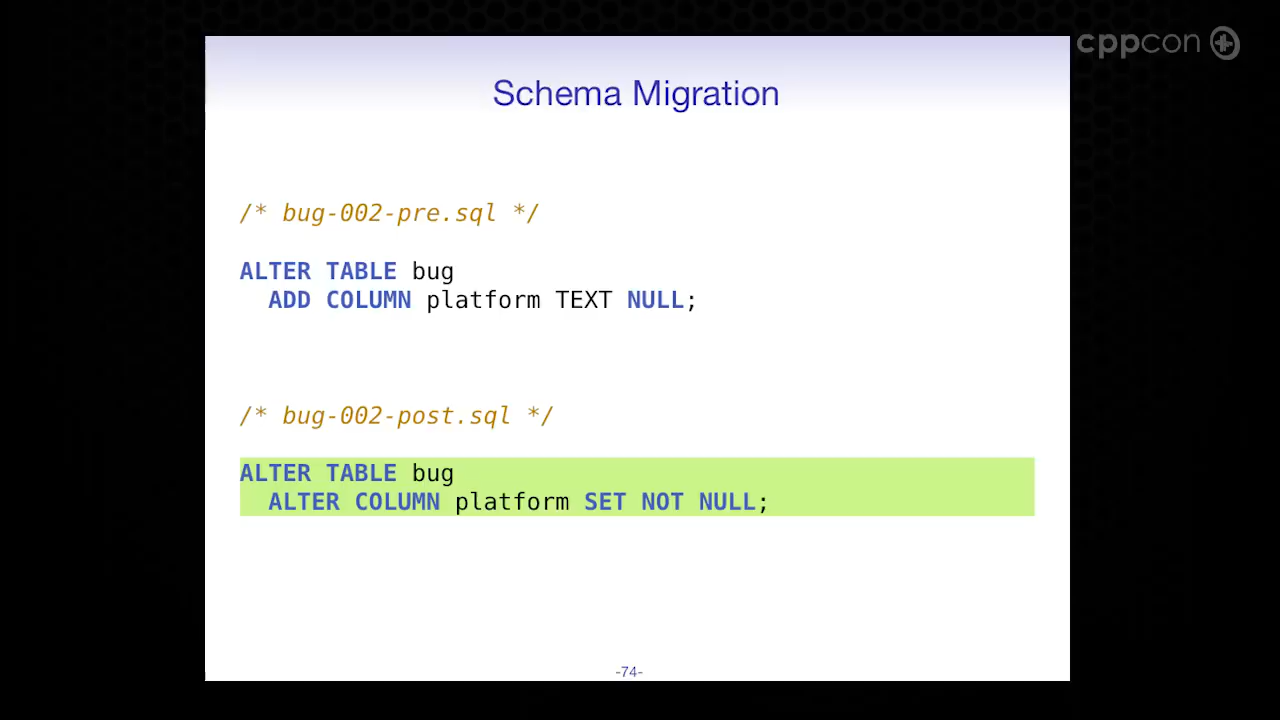 cppcon
Schema Migration
/* bug-002-pre.sql */
ALTER TABLE bug
  ADD COLUMN platform TEXT NULL;
/* bug-002-post.sql */
ALTER TABLE bug
  ALTER COLUMN platform SET NOT NULL;
-74-